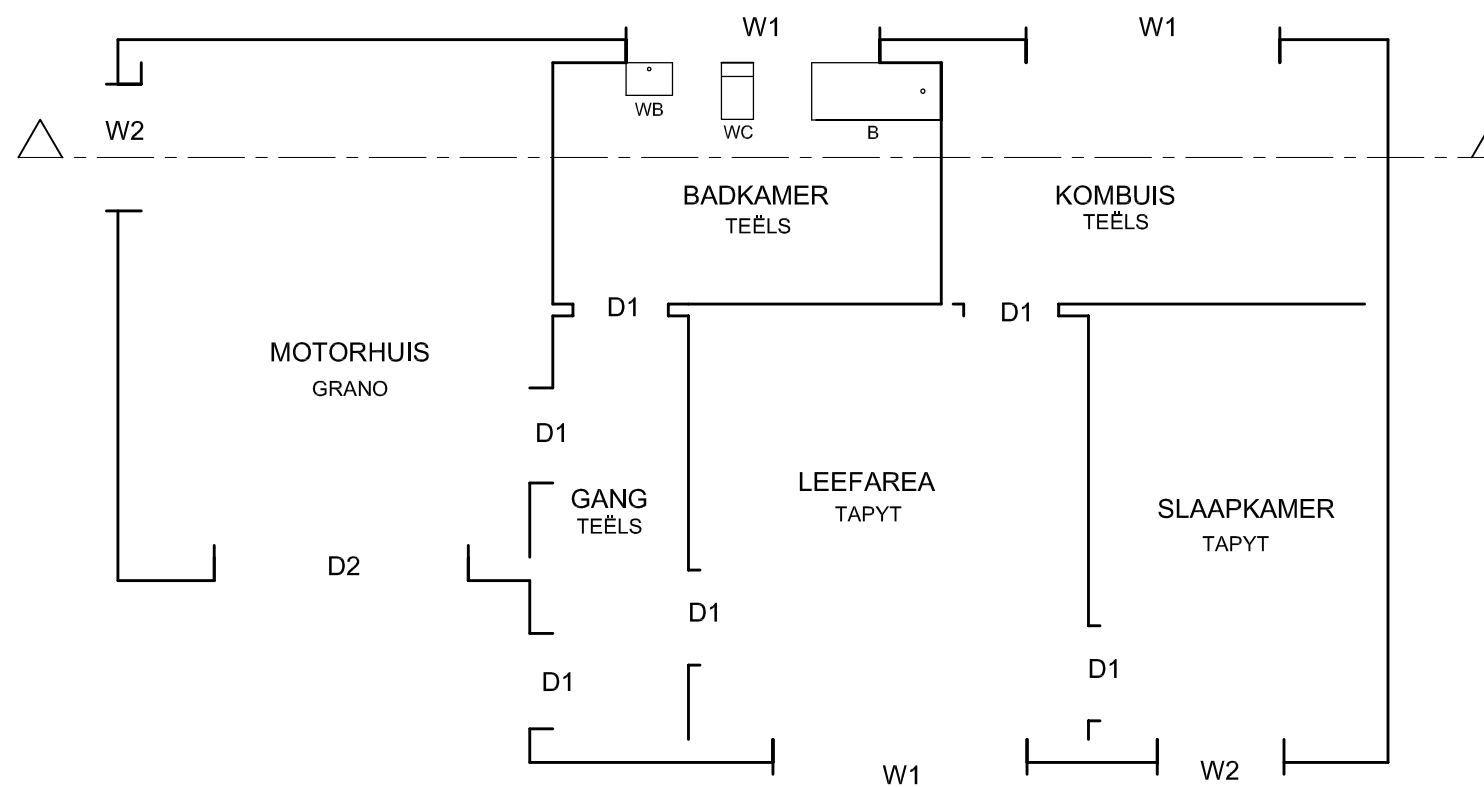 W1
W1
WB
WC
B
W2
BADKAMER
TEËLS
KOMBUIS
TEËLS
D1
D1
MOTORHUIS
GRANO
D1
GANG
TEËLS
LEEFAREA
TAPYT
SLAAPKAMER
TAPYT
D2
D1
D1
D1
W1
W2